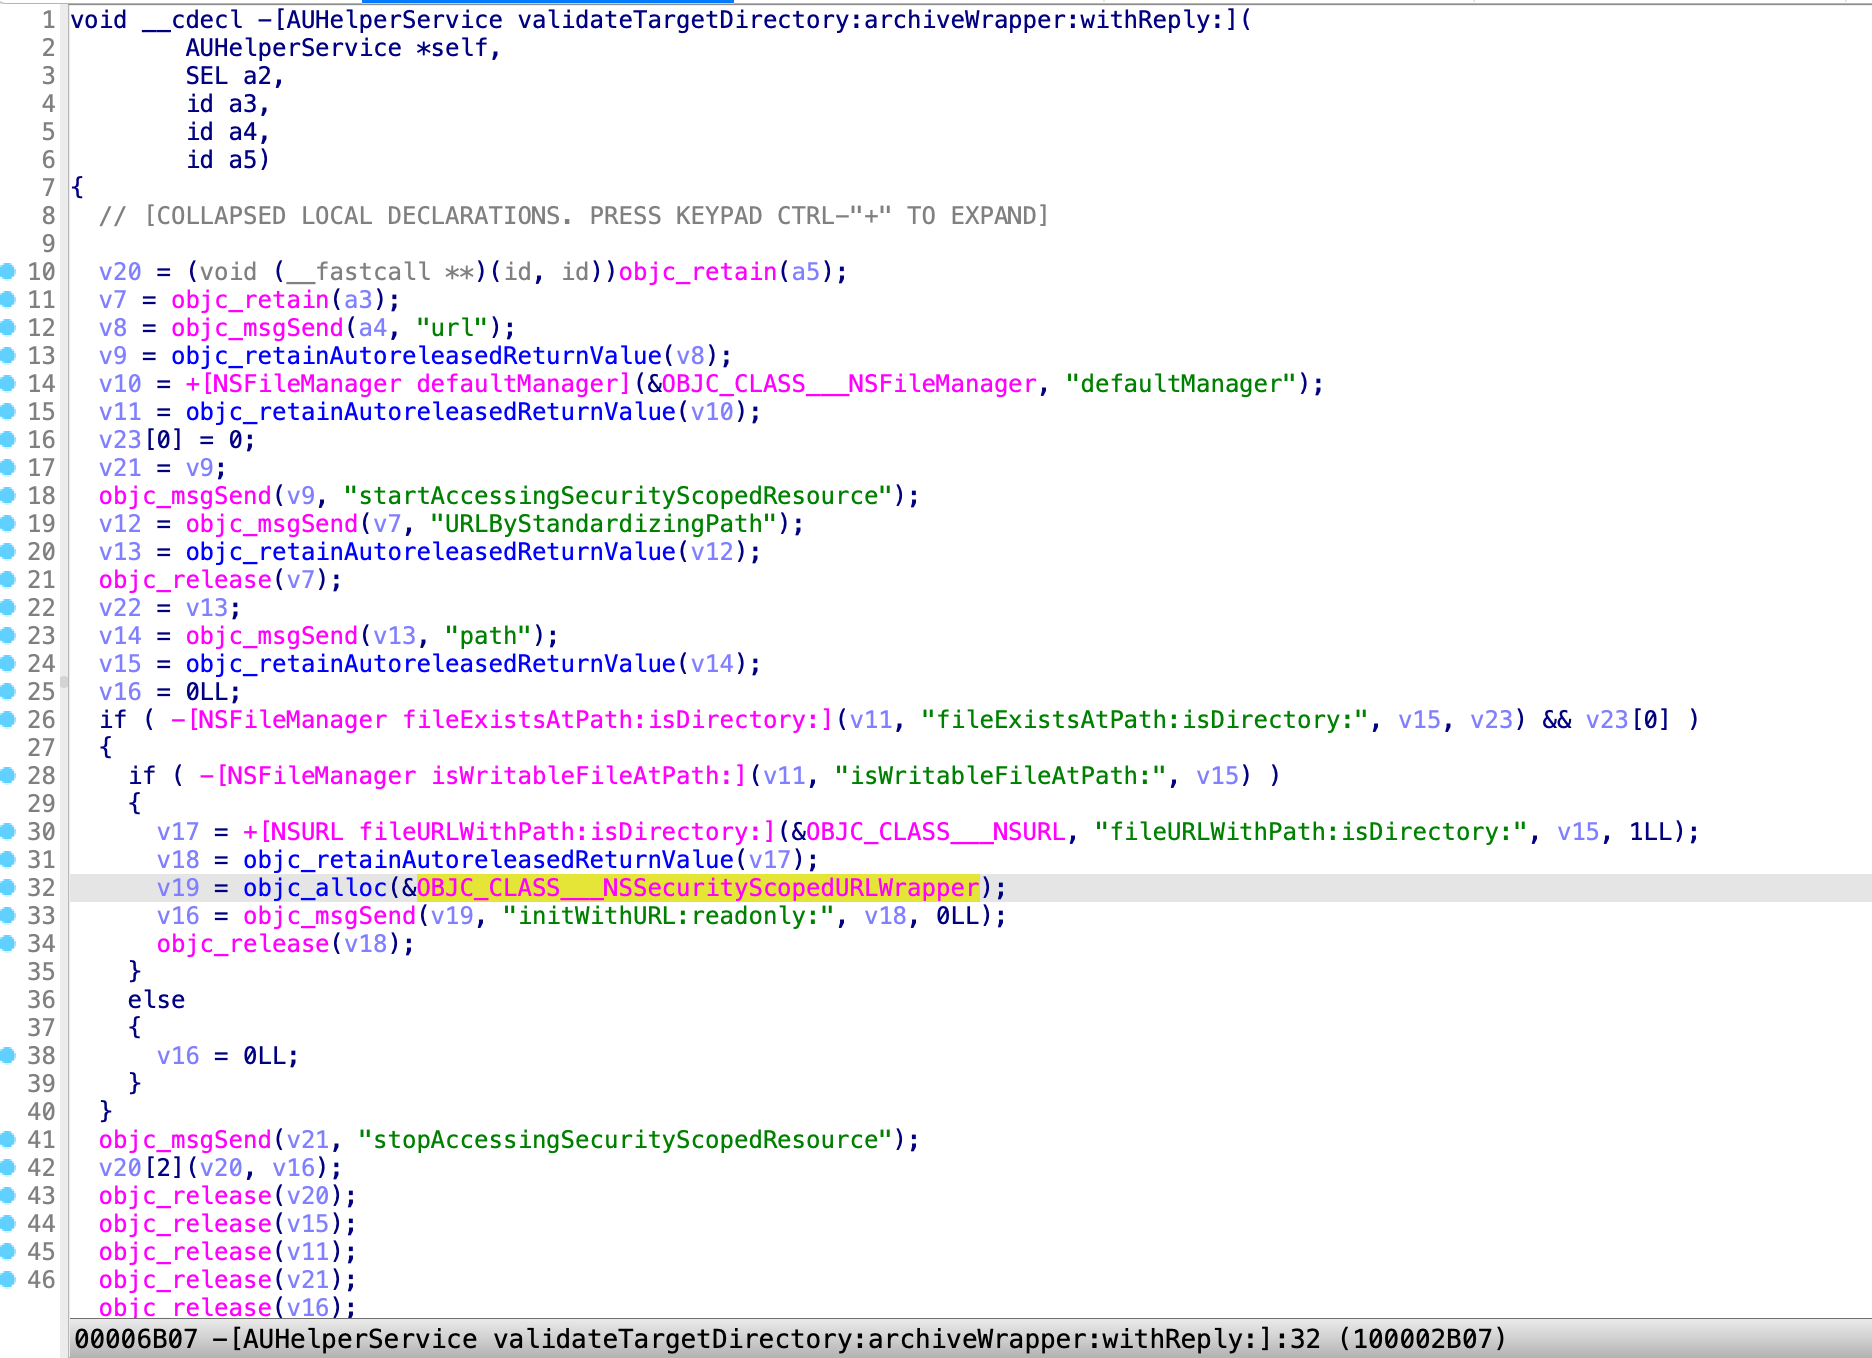 1 void __cdecl -[AUHelperService validateTargetDirectory:archiveWrapper:withReply:](
2         AUHelperService *self,
3         SEL a2,
4         id a3,
5         id a4,
6         id a5)
7 {
8   // [COLLAPSED LOCAL DECLARATIONS. PRESS KEYPAD CTRL-"+" TO EXPAND]
9
10   v20 = (void (__fastcall **)(id, id))objc_retain(a5);
11   v7 = objc_retain(a3);
12   v8 = objc_msgSend(a4, "url");
13   v9 = objc_retainAutoreleasedReturnValue(v8);
14   v10 = +[NSFileManager defaultManager](&OBJC_CLASS___NSFileManager, "defaultManager");
15   v11 = objc_retainAutoreleasedReturnValue(v10);
16   v23[0] = 0;
17   v21 = v9;
18   objc_msgSend(v9, "startAccessingSecurityScopedResource");
19   v12 = objc_msgSend(v7, "URLByStandardizingPath");
20   v13 = objc_retainAutoreleasedReturnValue(v12);
21   objc_release(v7);
22   v22 = v13;
23   v14 = objc_msgSend(v13, "path");
24   v15 = objc_retainAutoreleasedReturnValue(v14);
25   v16 = 0LL;
26   if ( -[NSFileManager fileExistsAtPath:isDirectory:](v11, "fileExistsAtPath:isDirectory:", v15, v23) && v23[0] )
27   {
28     if ( -[NSFileManager isWritableFileAtPath:](v11, "isWritableFileAtPath:", v15) )
29     {
30       v17 = +[NSURL fileURLWithPath:isDirectory:](&OBJC_CLASS___NSURL, "fileURLWithPath:isDirectory:", v15, 1LL);
31       v18 = objc_retainAutoreleasedReturnValue(v17);
32       v19 = objc_alloc(&OBJC_CLASS___NSSecurityScopedURLWrapper);
33       v16 = objc_msgSend(v19, "initWithURL:readonly:", v18, 0LL);
34       objc_release(v18);
35     }
36     else
37     {
38       v16 = 0LL;
39     }
40   }
41   objc_msgSend(v21, "stopAccessingSecurityScopedResource");
42   v20[2](v20, v16);
43   objc_release(v20);
44   objc_release(v15);
45   objc_release(v11);
46   objc_release(v21);
  objc_release(v16);
00006B07 -[AUHelperService validateTargetDirectory:archiveWrapper:withReply:]:32 (100002B07)